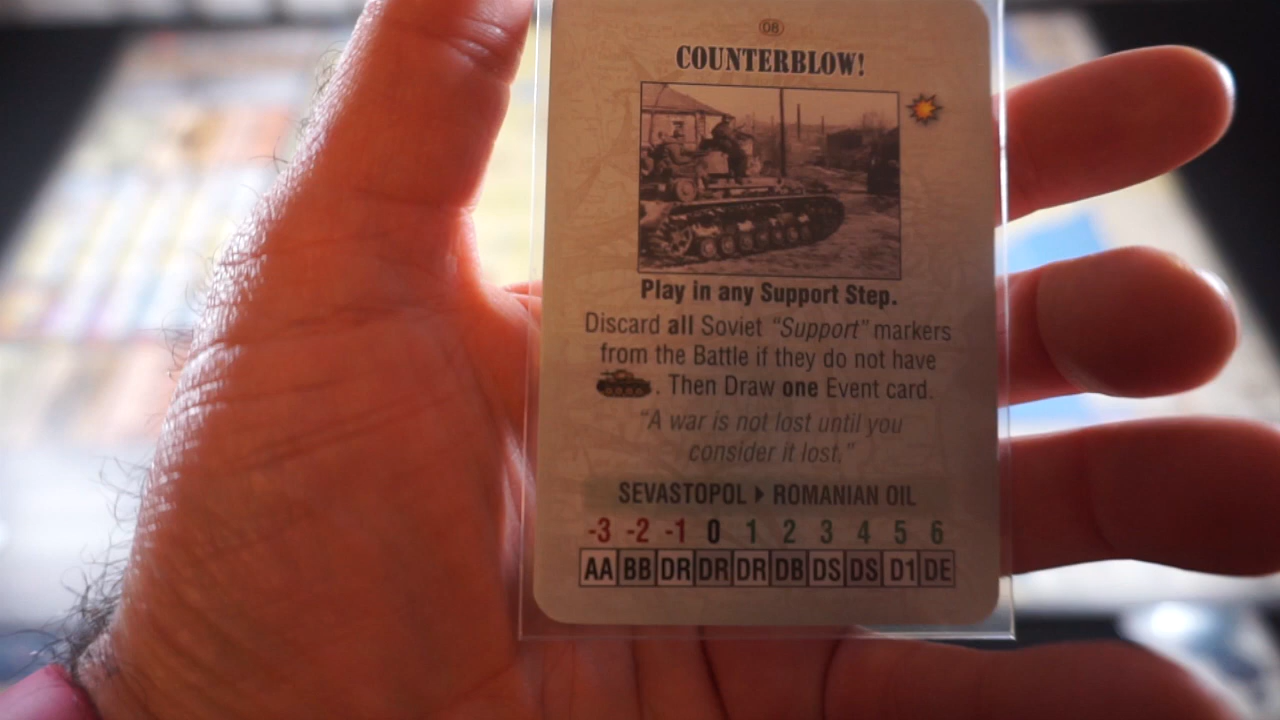 08
COUNTERBLOW!
Play in any Support Step.
Discard all Soviet "Support" markers
from the Battle if they do not have
. Then Draw one Event card.
"A war is not lost until you
consider it lost."
SEVASTOPOL ▸ ROMANIAN OIL
-3 -2 -1 0 1 2 3 4 5 6
AA BB DR DR DR DB DS DS D1 DE